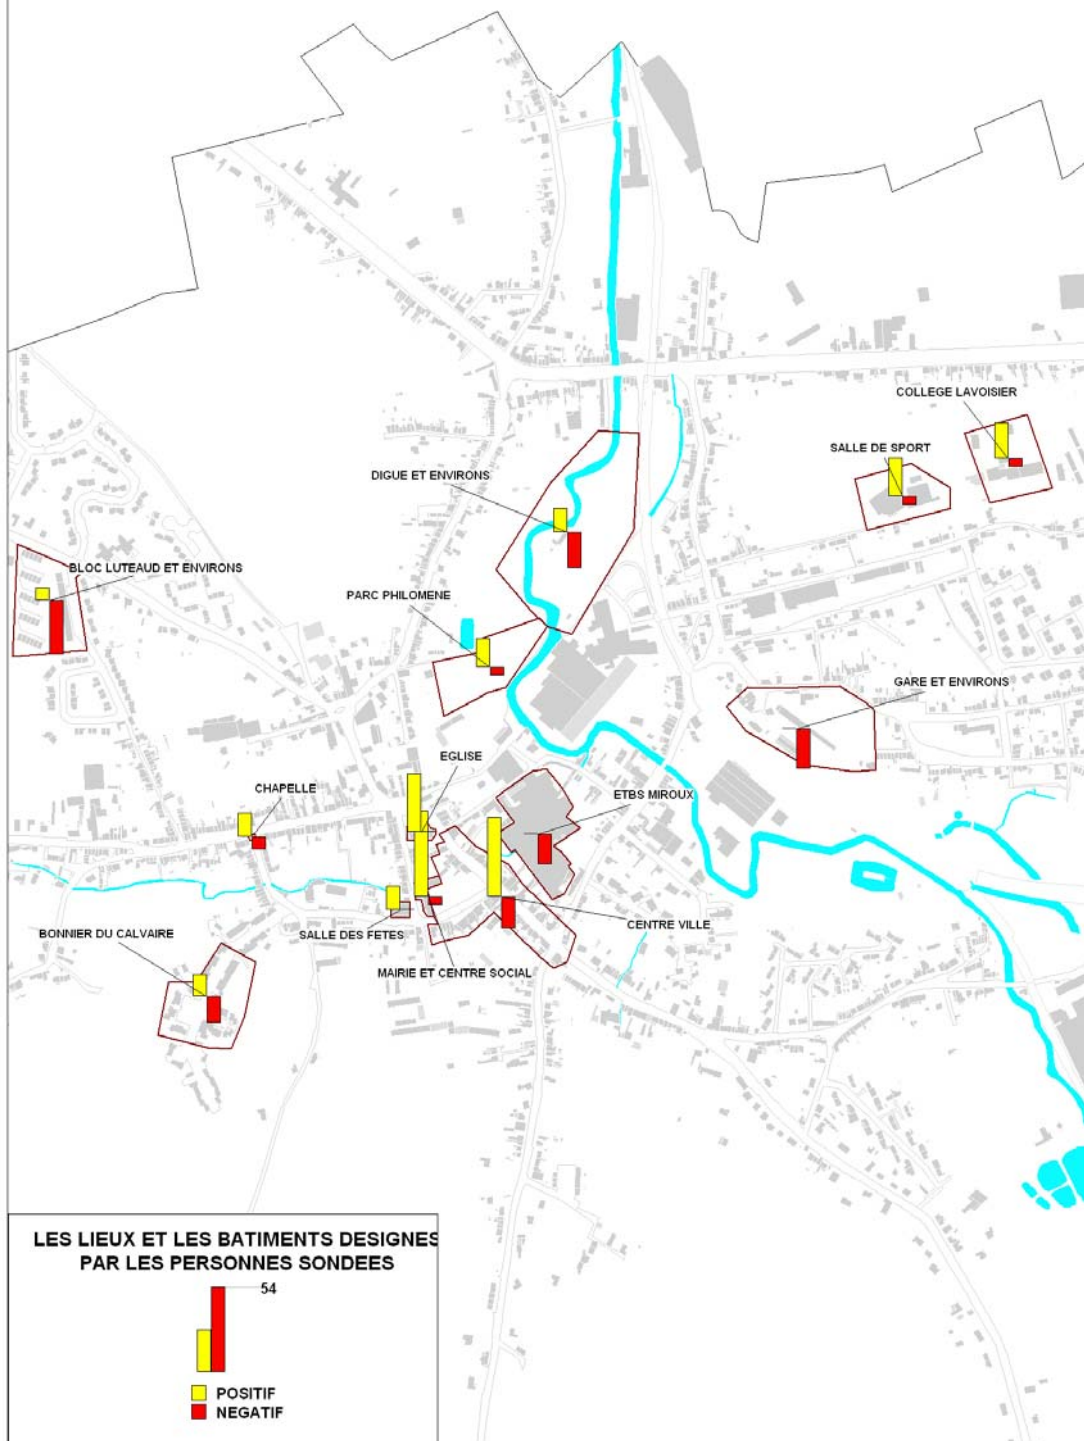 COLLEGE LAVOISIER
SALLE DE SPORT
DIGUE ET ENVIRONS
BLOC LUTEAUD ET ENVIRONS
PARC PHILOMENE
GARE ET ENVIRONS
EGLISE
CHAPELLE
ETBS MIROUX
CENTRE VILLE
BONNIER DU CALVAIRE
SALLE DES FETES
MAIRIE ET CENTRE SOCIAL
LES LIEUX ET LES BATIMENTS DESIGNES
PAR LES PERSONNES SONDEES
54
POSITIF
NEGATIF